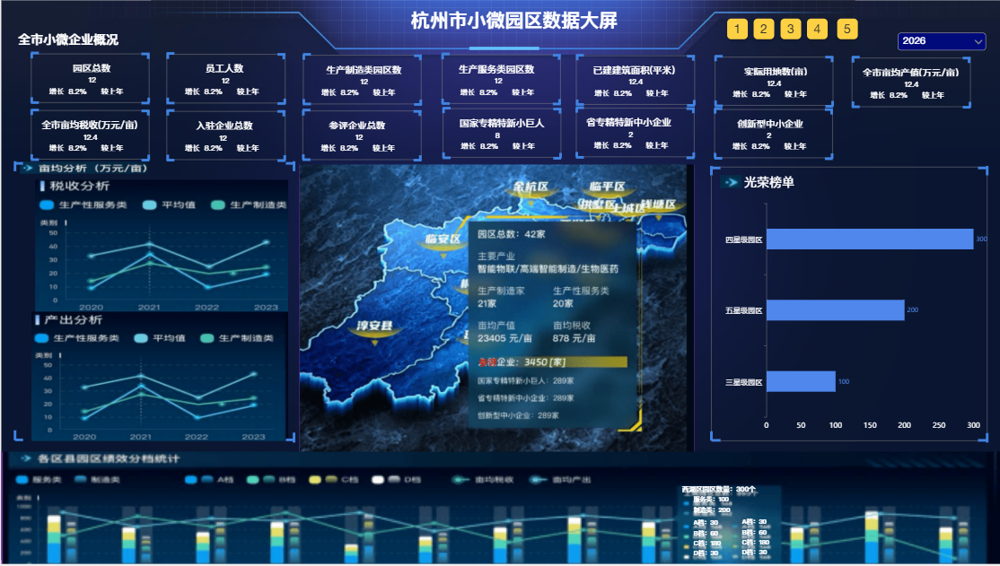 杭州市小微园区数据大屏
1 2 3 4 5
2026
全市小微企业概况
园区总数
12
增长 8.2% 较上年
员工人数
12
增长 8.2% 较上年
生产制造类园区数
12
增长 8.2% 较上年
生产服务类园区数
12
增长 8.2% 较上年
已建建筑面积(平米)
12.4
增长 8.2% 较上年
实际用地数(亩)
12.4
增长 8.2% 较上年
全市亩均产值(万元/亩)
12.4
增长 8.2% 较上年
全市亩均税收(万元/亩)
12.4
增长 8.2% 较上年
入驻企业总数
12
增长 8.2% 较上年
参评企业总数
12
增长 8.2% 较上年
国家专精特新小巨人
8
增长 8.2% 较上年
省专精特新中小企业
2
增长 8.2% 较上年
创新型中小企业
2
增长 8.2% 较上年
亩均分析（万元/亩）
税收分析
生产性服务类 平均值 生产制造类
类别
50
40
30
20
10
0
2020 2021 2022 2023
产出分析
生产性服务类 平均值 生产制造类
类别
50
40
30
20
10
0
2020 2021 2022 2023
余杭区
临平区
拱墅区
上城区
钱塘区
临安区
淳安县
园区总数：42家
主要产业
智能物联/高端智能制造/生物医药
生产制造家 生产性服务类
21家 20家
亩均产值 亩均税收
23405 元/亩 878 元/亩
企业：3450 [家]
国家专精特新小巨人：289家
省专精特新中小企业：289家
创新型中小企业：289家
光荣榜单
四星级园区 300
五星级园区 200
三星级园区 100
0 50 100 150 200 250 300
各区县园区绩效分档统计
服务类 制造类 A档 B档 C档 D档 亩均税收 亩均产出
类别
1000
800
600
400
200
0
西湖区园区数量：300个
服务类：100
制造类：200
A档：30 A档：30
B档：60 B档：60
C档：180 C档：180
D档：30 D档：30